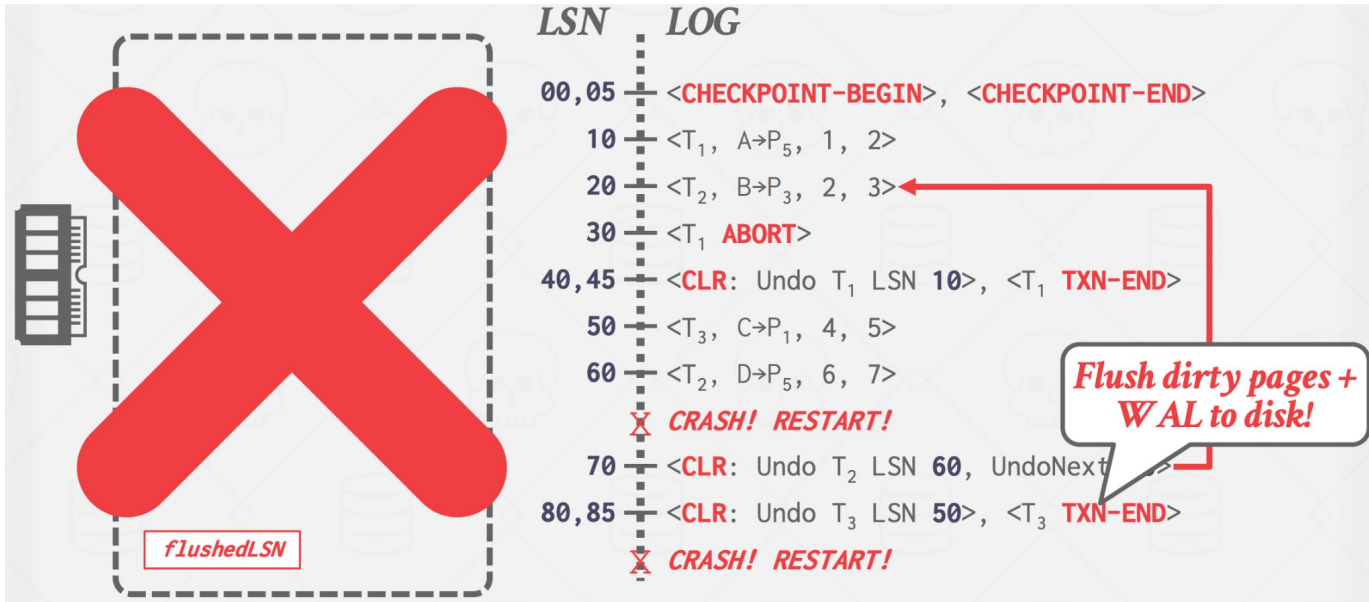 LSN LOG
00,05 <CHECKPOINT-BEGIN>, <CHECKPOINT-END>
10 <T₁, A→P₅, 1, 2>
20 <T₂, B→P₃, 2, 3>
30 <T₁ ABORT>
40,45 <CLR: Undo T₁ LSN 10>, <T₁ TXN-END>
50 <T₃, C→P₁, 4, 5>
60 <T₂, D→P₅, 6, 7>
Flush dirty pages +
WAL to disk!
CRASH! RESTART!
70 <CLR: Undo T₂ LSN 60, UndoNext >
80,85 <CLR: Undo T₃ LSN 50>, <T₃ TXN-END>
flushedLSN
CRASH! RESTART!